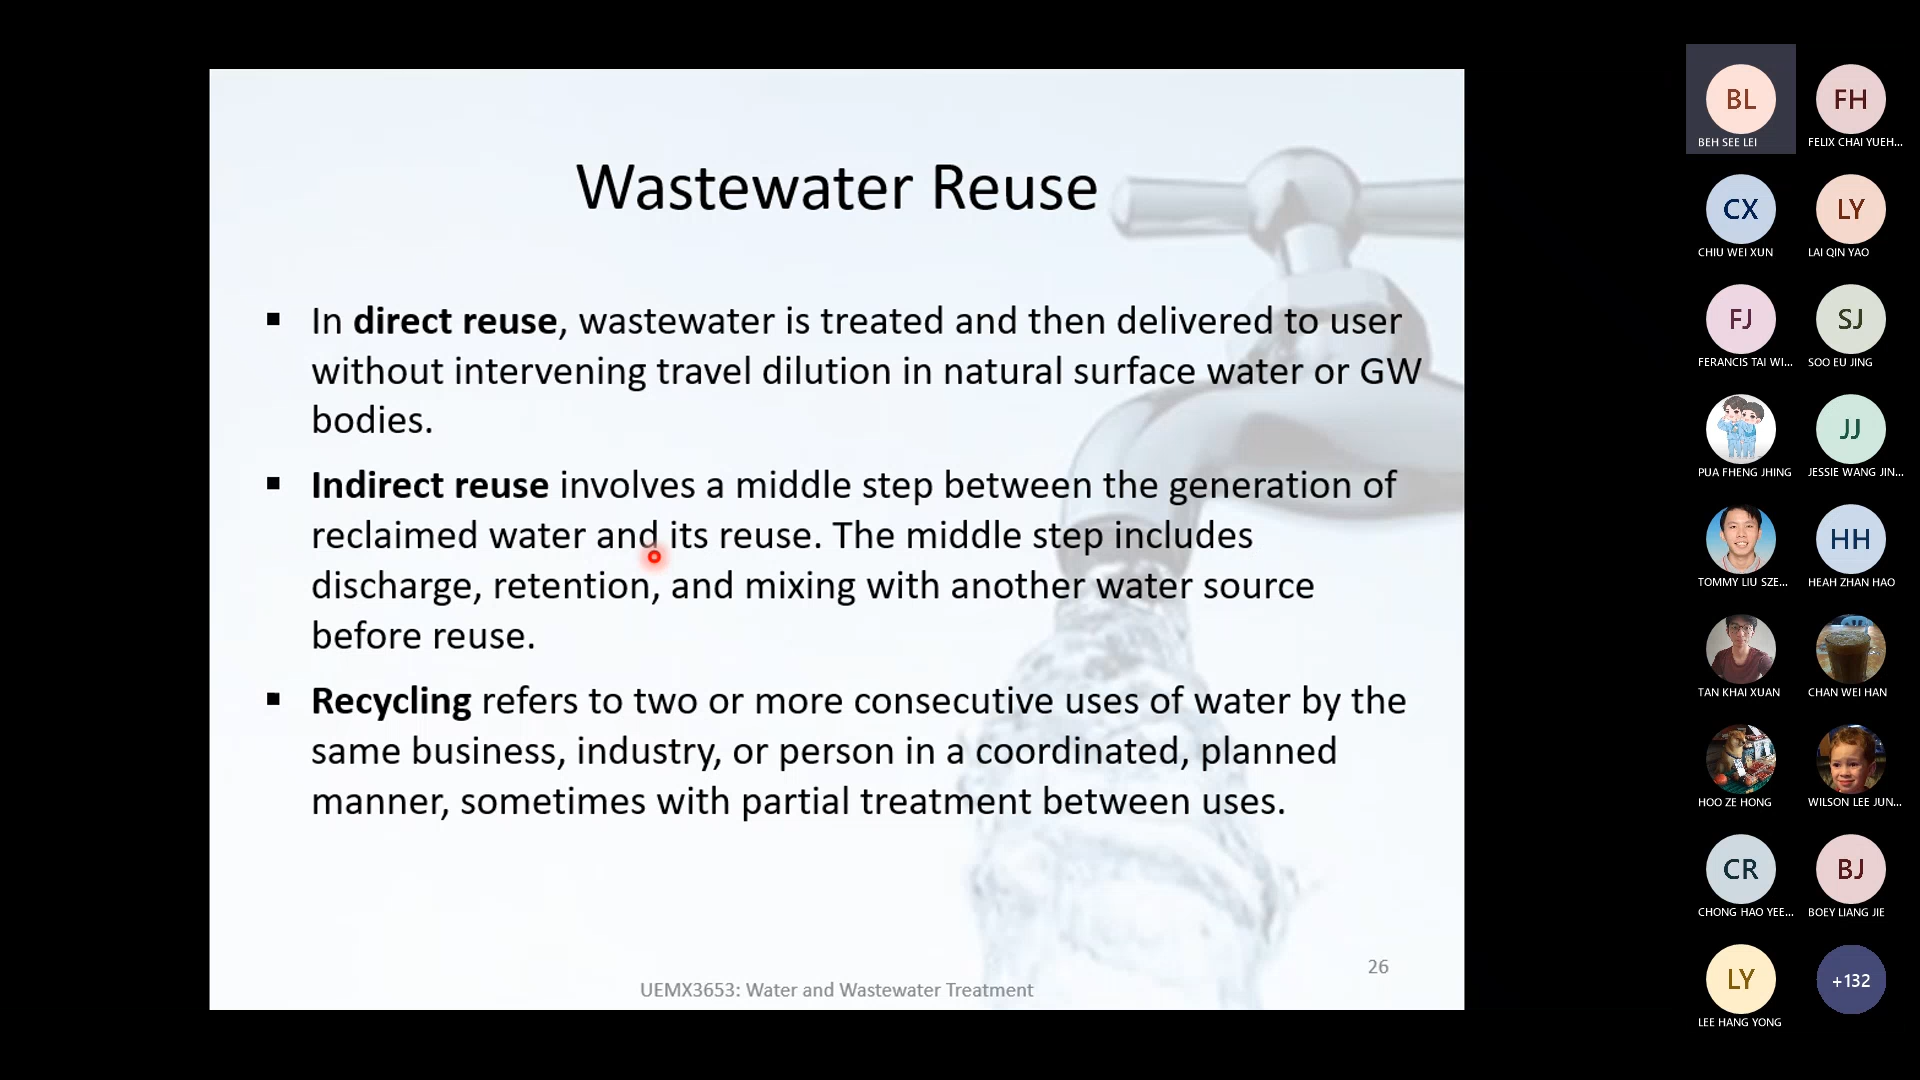 Wastewater Reuse
▪ In direct reuse, wastewater is treated and then delivered to user
without intervening travel dilution in natural surface water or GW
bodies.
▪ Indirect reuse involves a middle step between the generation of
reclaimed water and its reuse. The middle step includes
discharge, retention, and mixing with another water source
before reuse.
▪ Recycling refers to two or more consecutive uses of water by the
same business, industry, or person in a coordinated, planned
manner, sometimes with partial treatment between uses.
26
UEMX3653: Water and Wastewater Treatment
BL
BEH SEE LEI
FH
FELIX CHAI YUEH...
CX
CHIU WEI XUN
LY
LAI QIN YAO
FJ
FERANCIS TAI WI...
SJ
SOO EU JING
PUA FHENG JHING
JJ
JESSIE WANG JIN...
TOMMY LIU SZE...
HH
HEAH ZHAN HAO
TAN KHAI XUAN
CHAN WEI HAN
HOO ZE HONG
WILSON LEE JUN...
CR
CHONG HAO YEE...
BJ
BOEY LIANG JIE
LY
LEE HANG YONG
+132